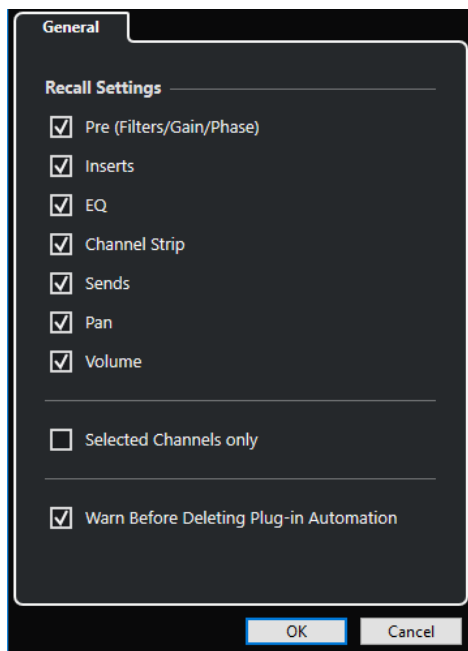 General
Recall Settings
Pre (Filters/Gain/Phase)
Inserts
EQ
Channel Strip
Sends
Pan
Volume
Selected Channels only
Warn Before Deleting Plug-in Automation
OK Cancel